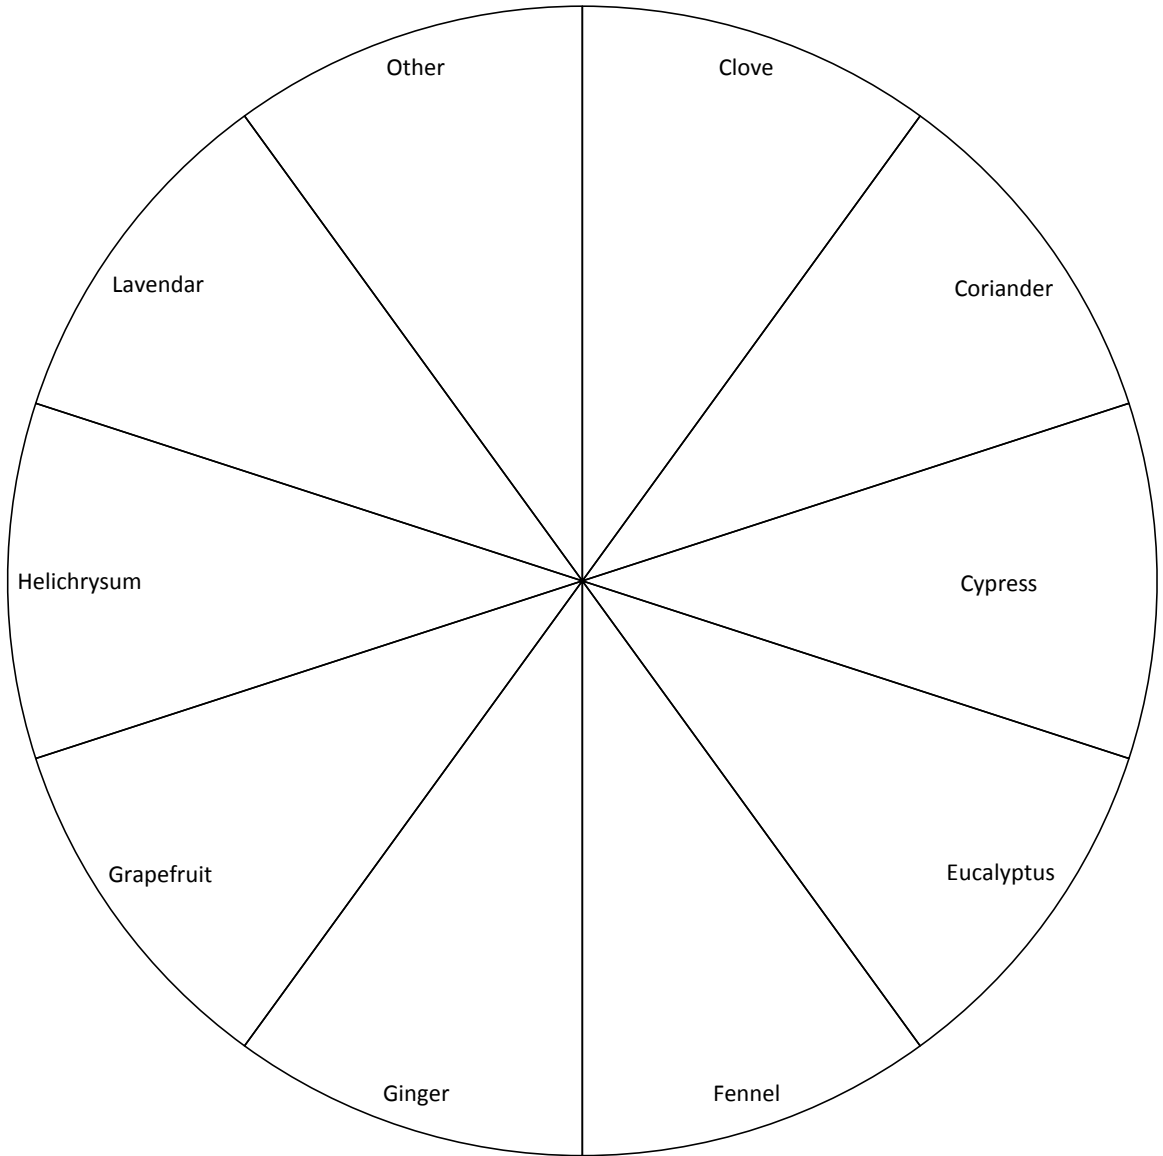 Other
Clove
Lavendar
Coriander
Helichrysum
Cypress
Grapefruit
Eucalyptus
Ginger
Fennel